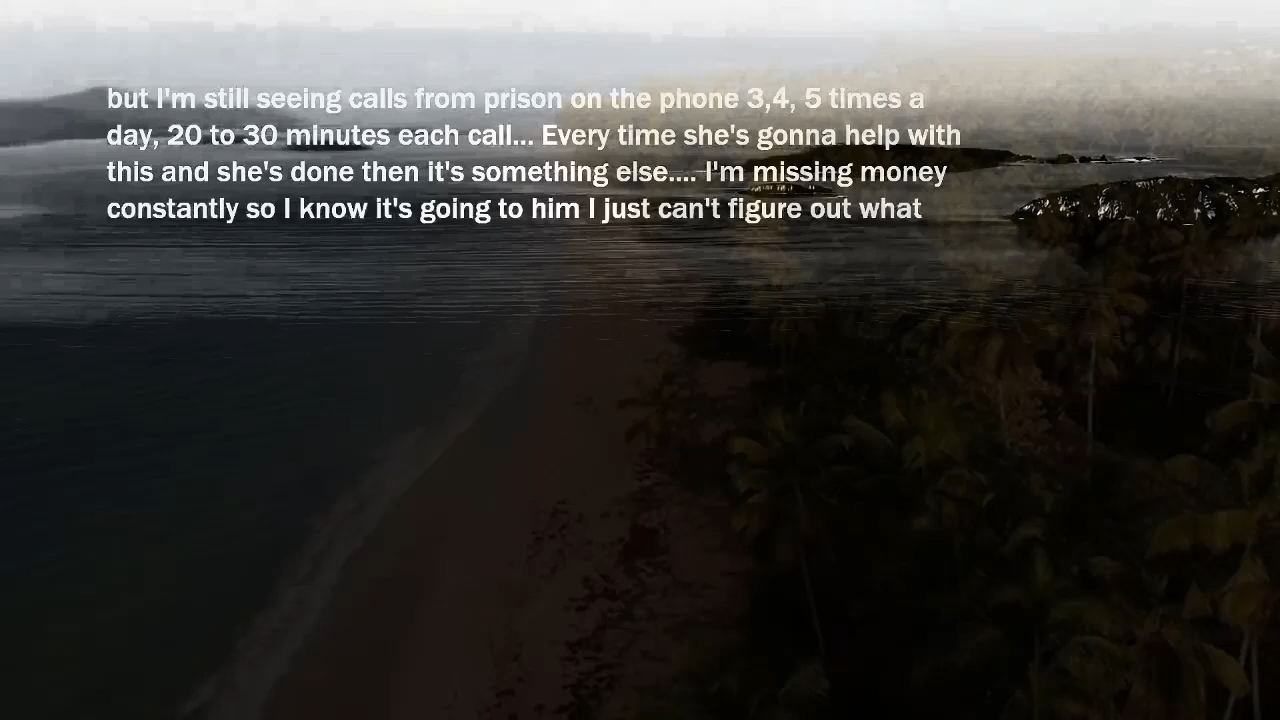 but I'm still seeing calls from prison on the phone 3,4, 5 times a
day, 20 to 30 minutes each call... Every time she's gonna help with
this and she's done then it's something else.... I'm missing money
constantly so I know it's going to him I just can't figure out what